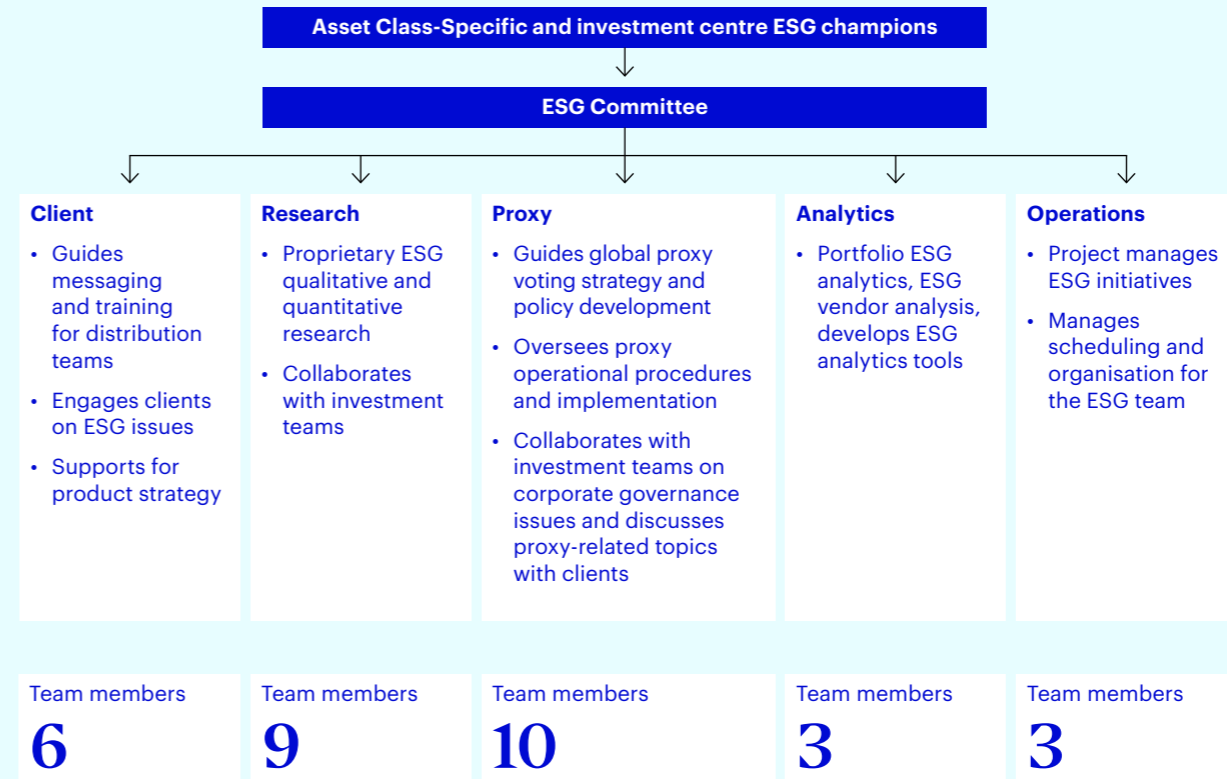 Asset Class-Specific and investment centre ESG champions
ESG Committee
Client
• Guides
messaging
and training
for distribution
teams
• Engages clients
on ESG issues
• Supports for
product strategy
Research
• Proprietary ESG
qualitative and
quantitative
research
• Collaborates
with investment
teams
Proxy
• Guides global proxy
voting strategy and
policy development
• Oversees proxy
operational procedures
and implementation
• Collaborates with
investment teams on
corporate governance
issues and discusses
proxy-related topics
with clients
Analytics
• Portfolio ESG
analytics, ESG
vendor analysis,
develops ESG
analytics tools
Operations
• Project manages
ESG initiatives
• Manages
scheduling and
organisation for
the ESG team
Team members
6
Team members
9
Team members
10
Team members
3
Team members
3